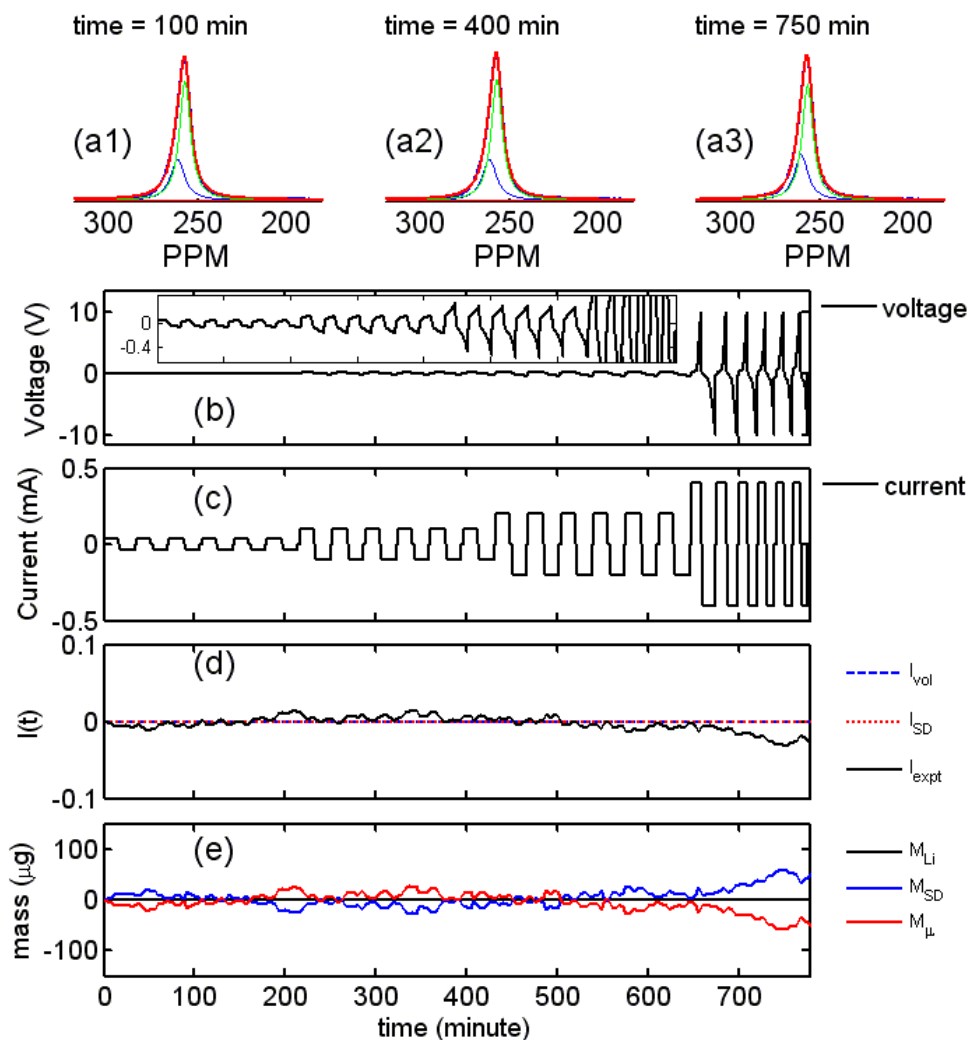 time = 100 min time = 400 min time = 750 min
(a1) (a2) (a3)
300 250 200 300 250 200 300 250 200
PPM PPM PPM
10
0
-10
Voltage (V)
0
-0.4
(b)
voltage
0.5
0
-0.5
Current (mA)
(c)
current
0.1
0
-0.1
I(t)
(d)
I_vol
I_SD
I_expt
100
0
-100
mass (μg)
(e)
M_Li
M_SD
M_μ
0 100 200 300 400 500 600 700
time (minute)